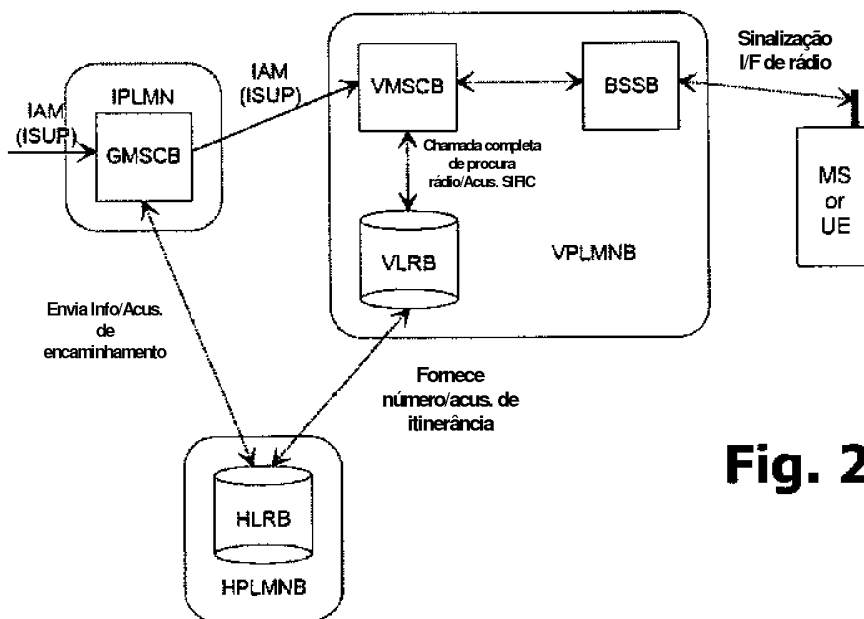 Sinalização
I/F de rádio
IAM
(ISUP)
VMSCB
BSSB
IPLMN
IAM
(ISUP)
GMSCB
Chamada completa
de procura
rádio/Acus. SIFIC
MS
or
UE
VLRB
VPLMNB
Envia Info/Acus.
de
encaminhamento
Fornece
número/acus. de
itinerância
Fig. 2
HLRB
HPLMNB